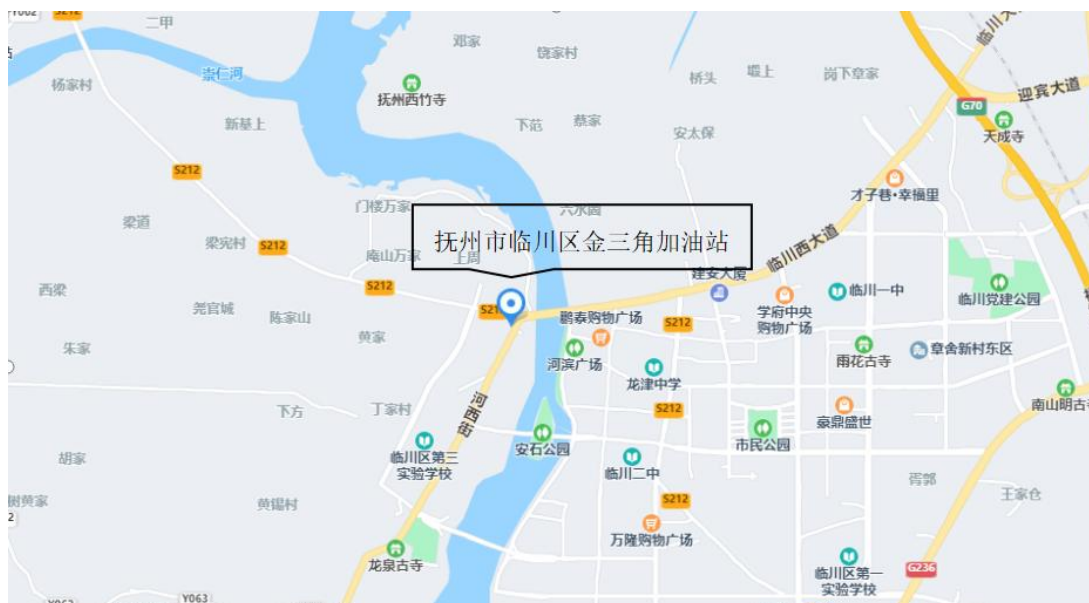 Y002
S212
二甲
邓家
饶家村
迎宾大道
崇仁河
杨家村
抚州西竹寺
桥头
塅上
岗下章家
G70
新基上
下范
蔡家
安太保
天成寺
S212
才子巷·幸福里
梁道
梁宪村
S212
门楼万家
抚州市临川区金三角加油站
临川西大道
庵山万家
上周
建安大厦
西梁
尧官城
陈家山
S212
黄家
鹏泰购物广场
S212
学府中央
购物广场
临川一中
临川党建公园
朱家
河滨广场
龙津中学
雨花古寺
章舍新村东区
下方
丁家村
河西街
S212
豪鼎盛世
南山明古寺
胡家
临川区第三
实验学校
安石公园
临川二中
市民公园
胥郭
王家仓
树黄家
黄锡村
S212
万隆购物广场
龙泉古寺
临川区第一
实验学校
G236
Y063